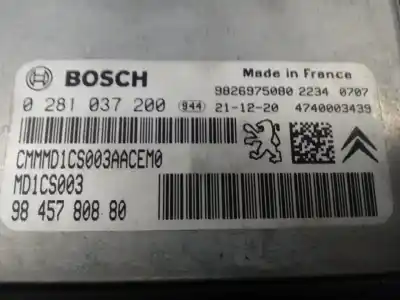 BOSCH
Made in France
9826975080 2234 0707
0 281 037 200 944 21-12-20 4740003439
CMMMD1CS003AACEM0
MD1CS003
98 457 808 80